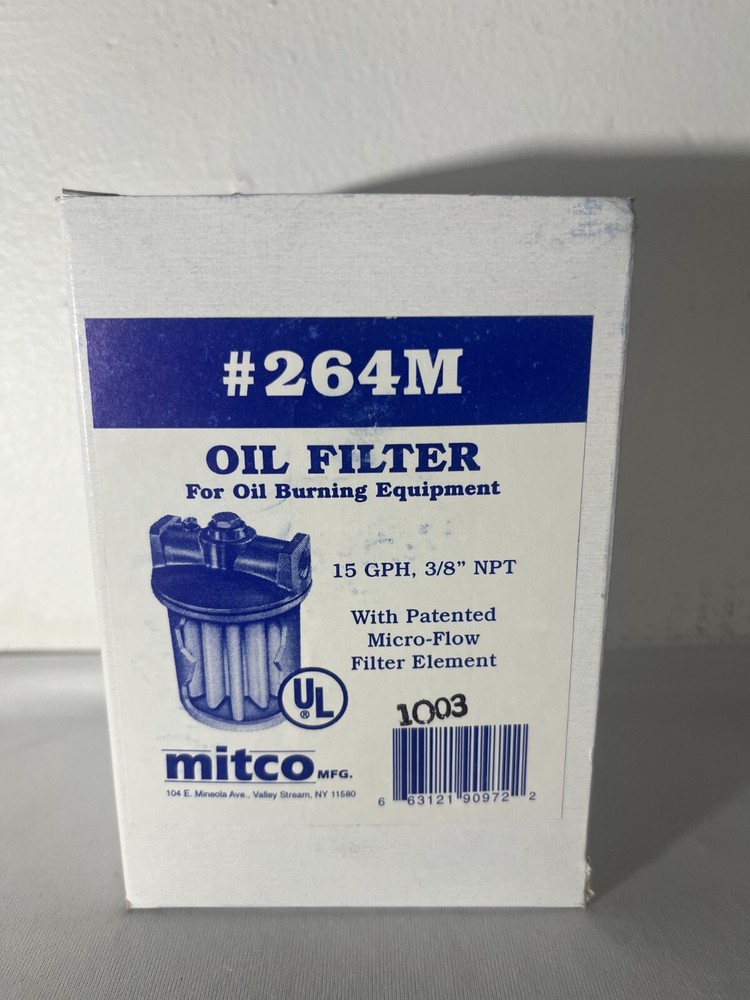 #264M
OIL FILTER
For Oil Burning Equipment
15 GPH, 3/8” NPT
With Patented
Micro-Flow
Filter Element
UL
®
1003
mitco MFG.
104 E. Mineola Ave., Valley Stream, NY 11580
6 63121 90972 2